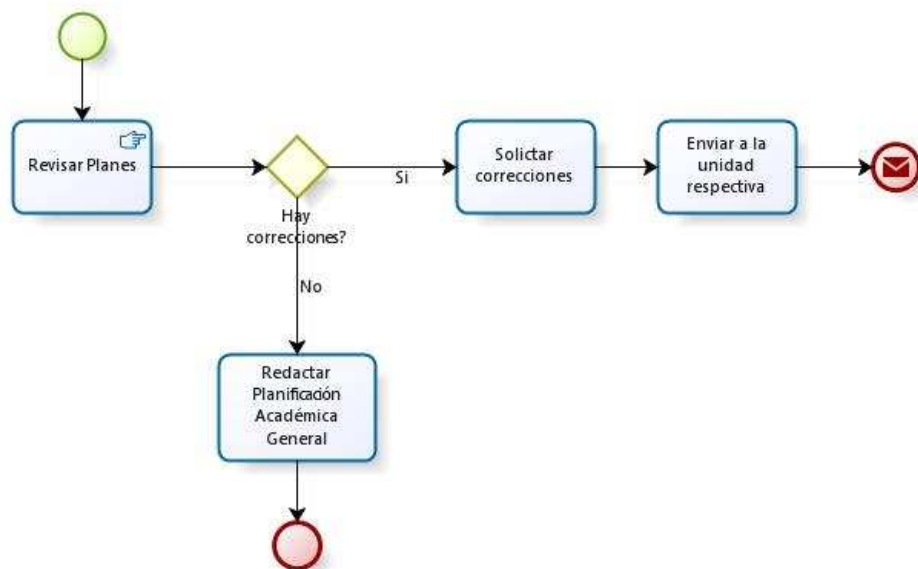 Revisar Planes
Hay
correcciones?
Si
Solictar
correcciones
Enviar a la
unidad
respectiva
No
Redactar
Planificación
Académica
General